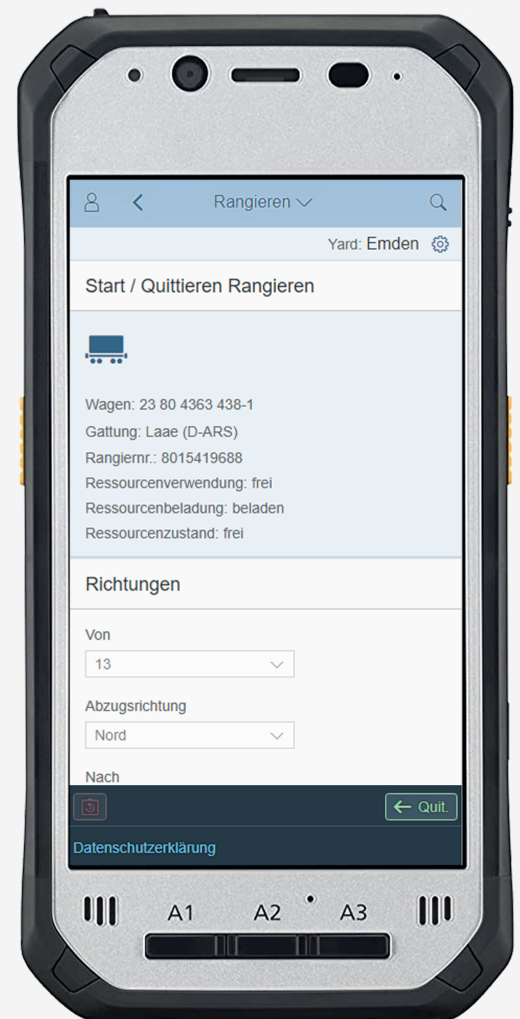 Rangieren
Yard: Emden
Start / Quittieren Rangieren
Wagen: 23 80 4363 438-1
Gattung: Laae (D-ARS)
Rangiernr.: 8015419688
Ressourcenverwendung: frei
Ressourcenbeladung: beladen
Ressourcenzustand: frei
Richtungen
Von
13
Abzugsrichtung
Nord
Nach
Quit.
Datenschutzerklärung
A1 A2 A3